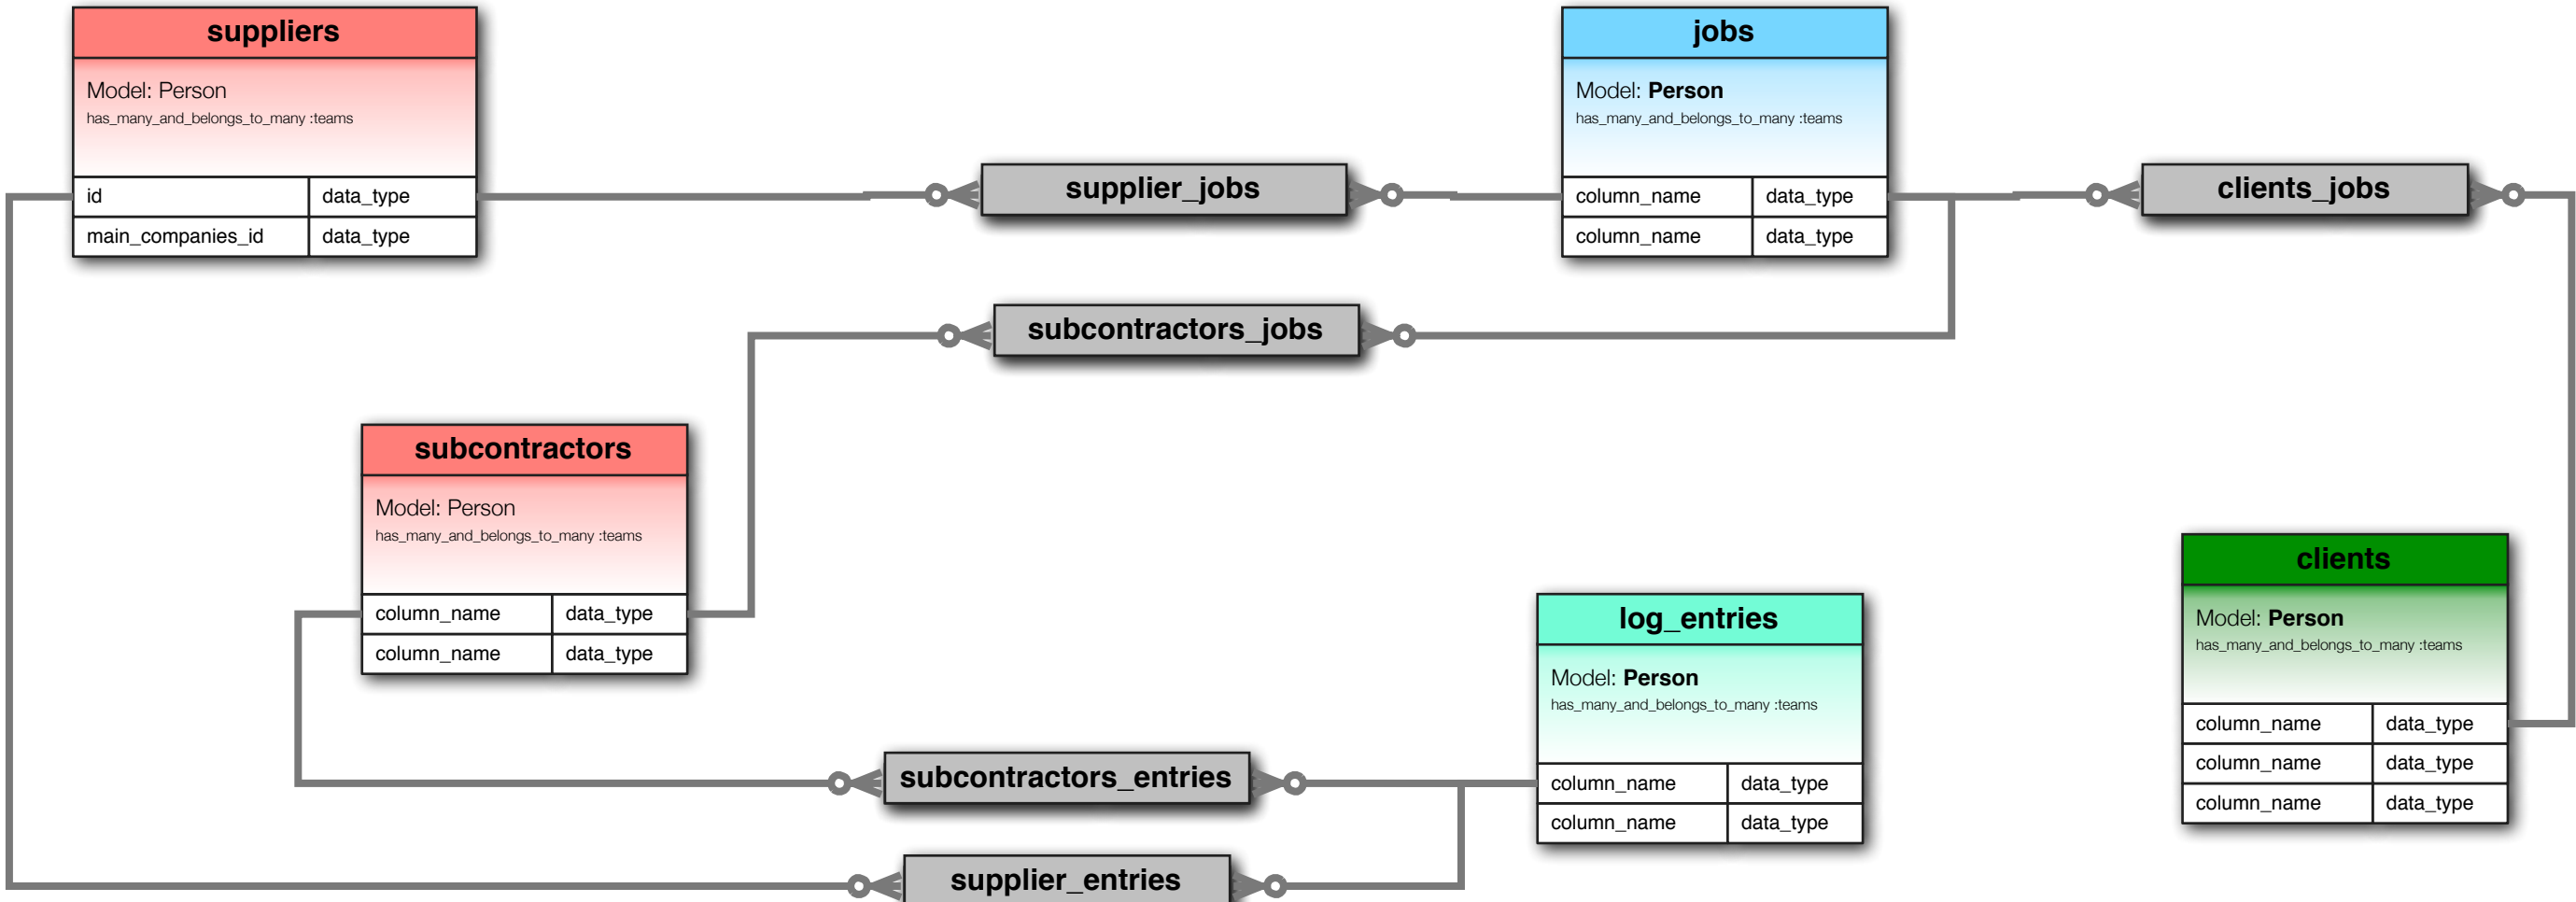 suppliers
Model: Person
has_many_and_belongs_to_many :teams
id data_type
main_companies_id data_type
jobs
Model: Person
has_many_and_belongs_to_many :teams
column_name data_type
column_name data_type
supplier_jobs
clients_jobs
subcontractors_jobs
subcontractors
Model: Person
has_many_and_belongs_to_many :teams
column_name data_type
column_name data_type
clients
Model: Person
has_many_and_belongs_to_many :teams
column_name data_type
column_name data_type
column_name data_type
log_entries
Model: Person
has_many_and_belongs_to_many :teams
column_name data_type
column_name data_type
subcontractors_entries
supplier_entries